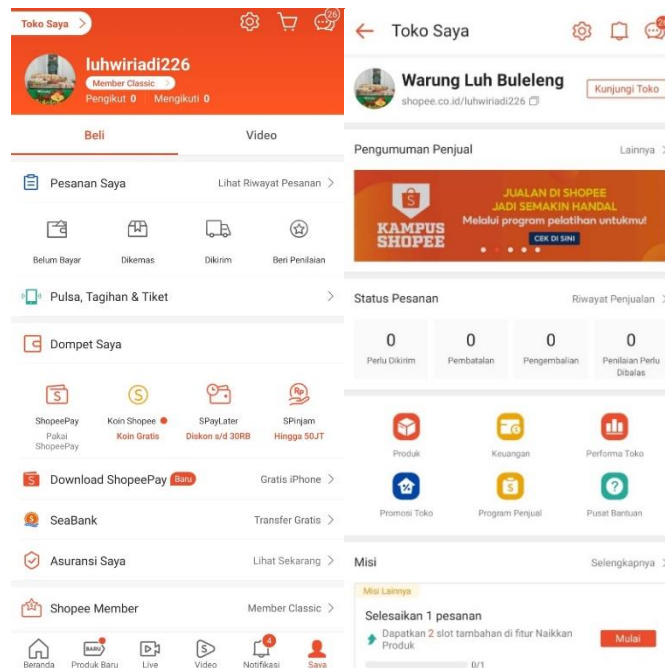 Toko Saya >
26
luhwiriadi226
Member Classic >
Pengikut 0 Mengikuti 0
Beli Video
Pesanan Saya Lihat Riwayat Pesanan >
Belum Bayar Dikemas Dikirim Beri Penilaian
Pulsa, Tagihan & Tiket >
Dompet Saya
ShopeePay Koin Shopee SPayLater SPinjam
Pakai ShopeePay Koin Gratis Diskon s/d 30RB Hingga 50JT
Download ShopeePay Baru Gratis iPhone >
SeaBank Transfer Gratis >
Asuransi Saya Lihat Sekarang >
Shopee Member Member Classic >
BARU 4
Beranda Produk Baru Live Video Notifikasi Saya
Toko Saya
Warung Luh Buleleng
shopee.co.id/luhwiriadi226
Kunjungi Toko
Pengumuman Penjual Lainnya >
KAMPUS
SHOPEE
JUALAN DI SHOPEE
JADI SEMAKIN HANDAL
Melalui program pelatihan untukmu!
CEK DI SINI
Status Pesanan Riwayat Penjualan >
0 0 0 0
Perlu Dikirim Pembatalan Pengembalian Penilaian Perlu
Dibalas
Produk Keuangan Performa Toko
Promosi Toko Program Penjual Pusat Bantuan
Misi Selengkapnya >
Misi Lainnya
Selesaikan 1 pesanan
Dapatkan 2 slot tambahan di fitur Naikkan
Produk
Mulai
0/1